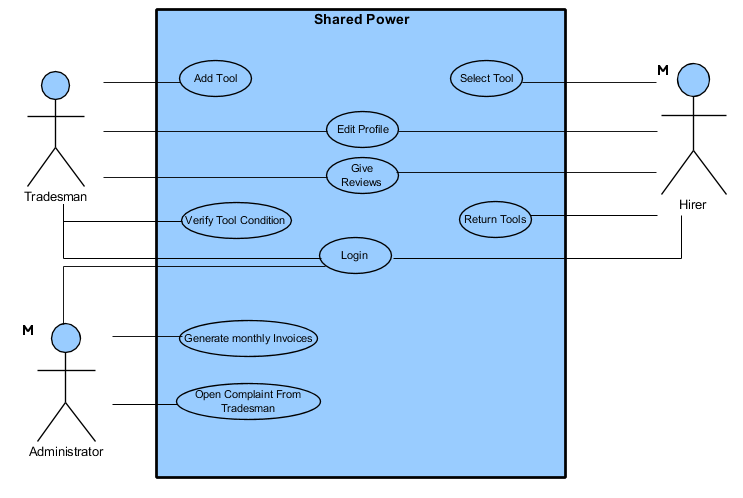 Shared Power
M
Add Tool
Select Tool
Edit Profile
Give
Reviews
Tradesman
Hirer
Verify Tool Condition
Return Tools
Login
M
Generate monthly Invoices
Open Complaint From
Tradesman
Administrator